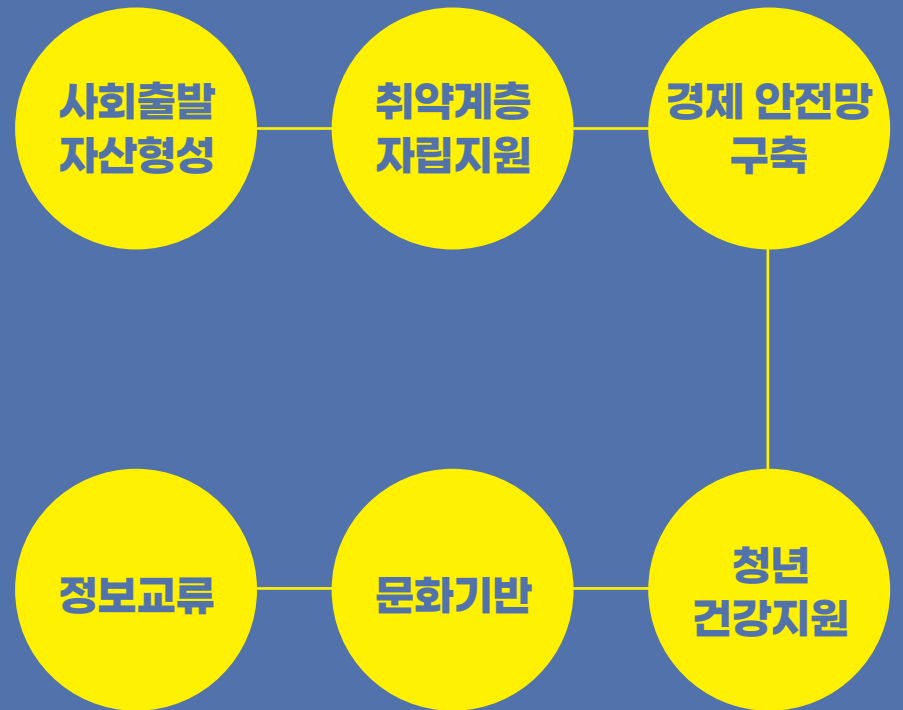 사회출발
자산형성
취약계층
자립지원
경제 안전망
구축
청년
건강지원
문화기반
정보교류